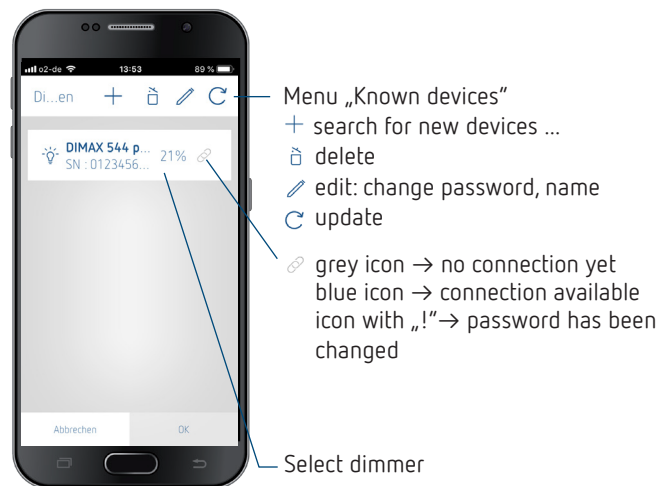 o2-de 13:53 89 %
Di...en
DIMAX 544 p...
SN : 0123456...
21%
Abbrechen OK
Menu „Known devices“
+ search for new devices ...
delete
edit: change password, name
update
grey icon → no connection yet
blue icon → connection available
icon with „!“→ password has been
changed
Select dimmer